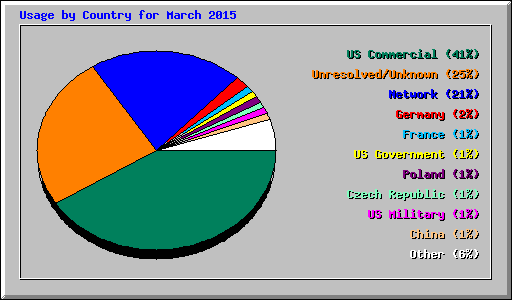 Usage by Country for March 2015
US Commercial (41%)
Unresolved/Unknown (25%)
Network (21%)
Germany (2%)
France (1%)
US Government (1%)
Poland (1%)
Czech Republic (1%)
US Military (1%)
China (1%)
Other (6%)